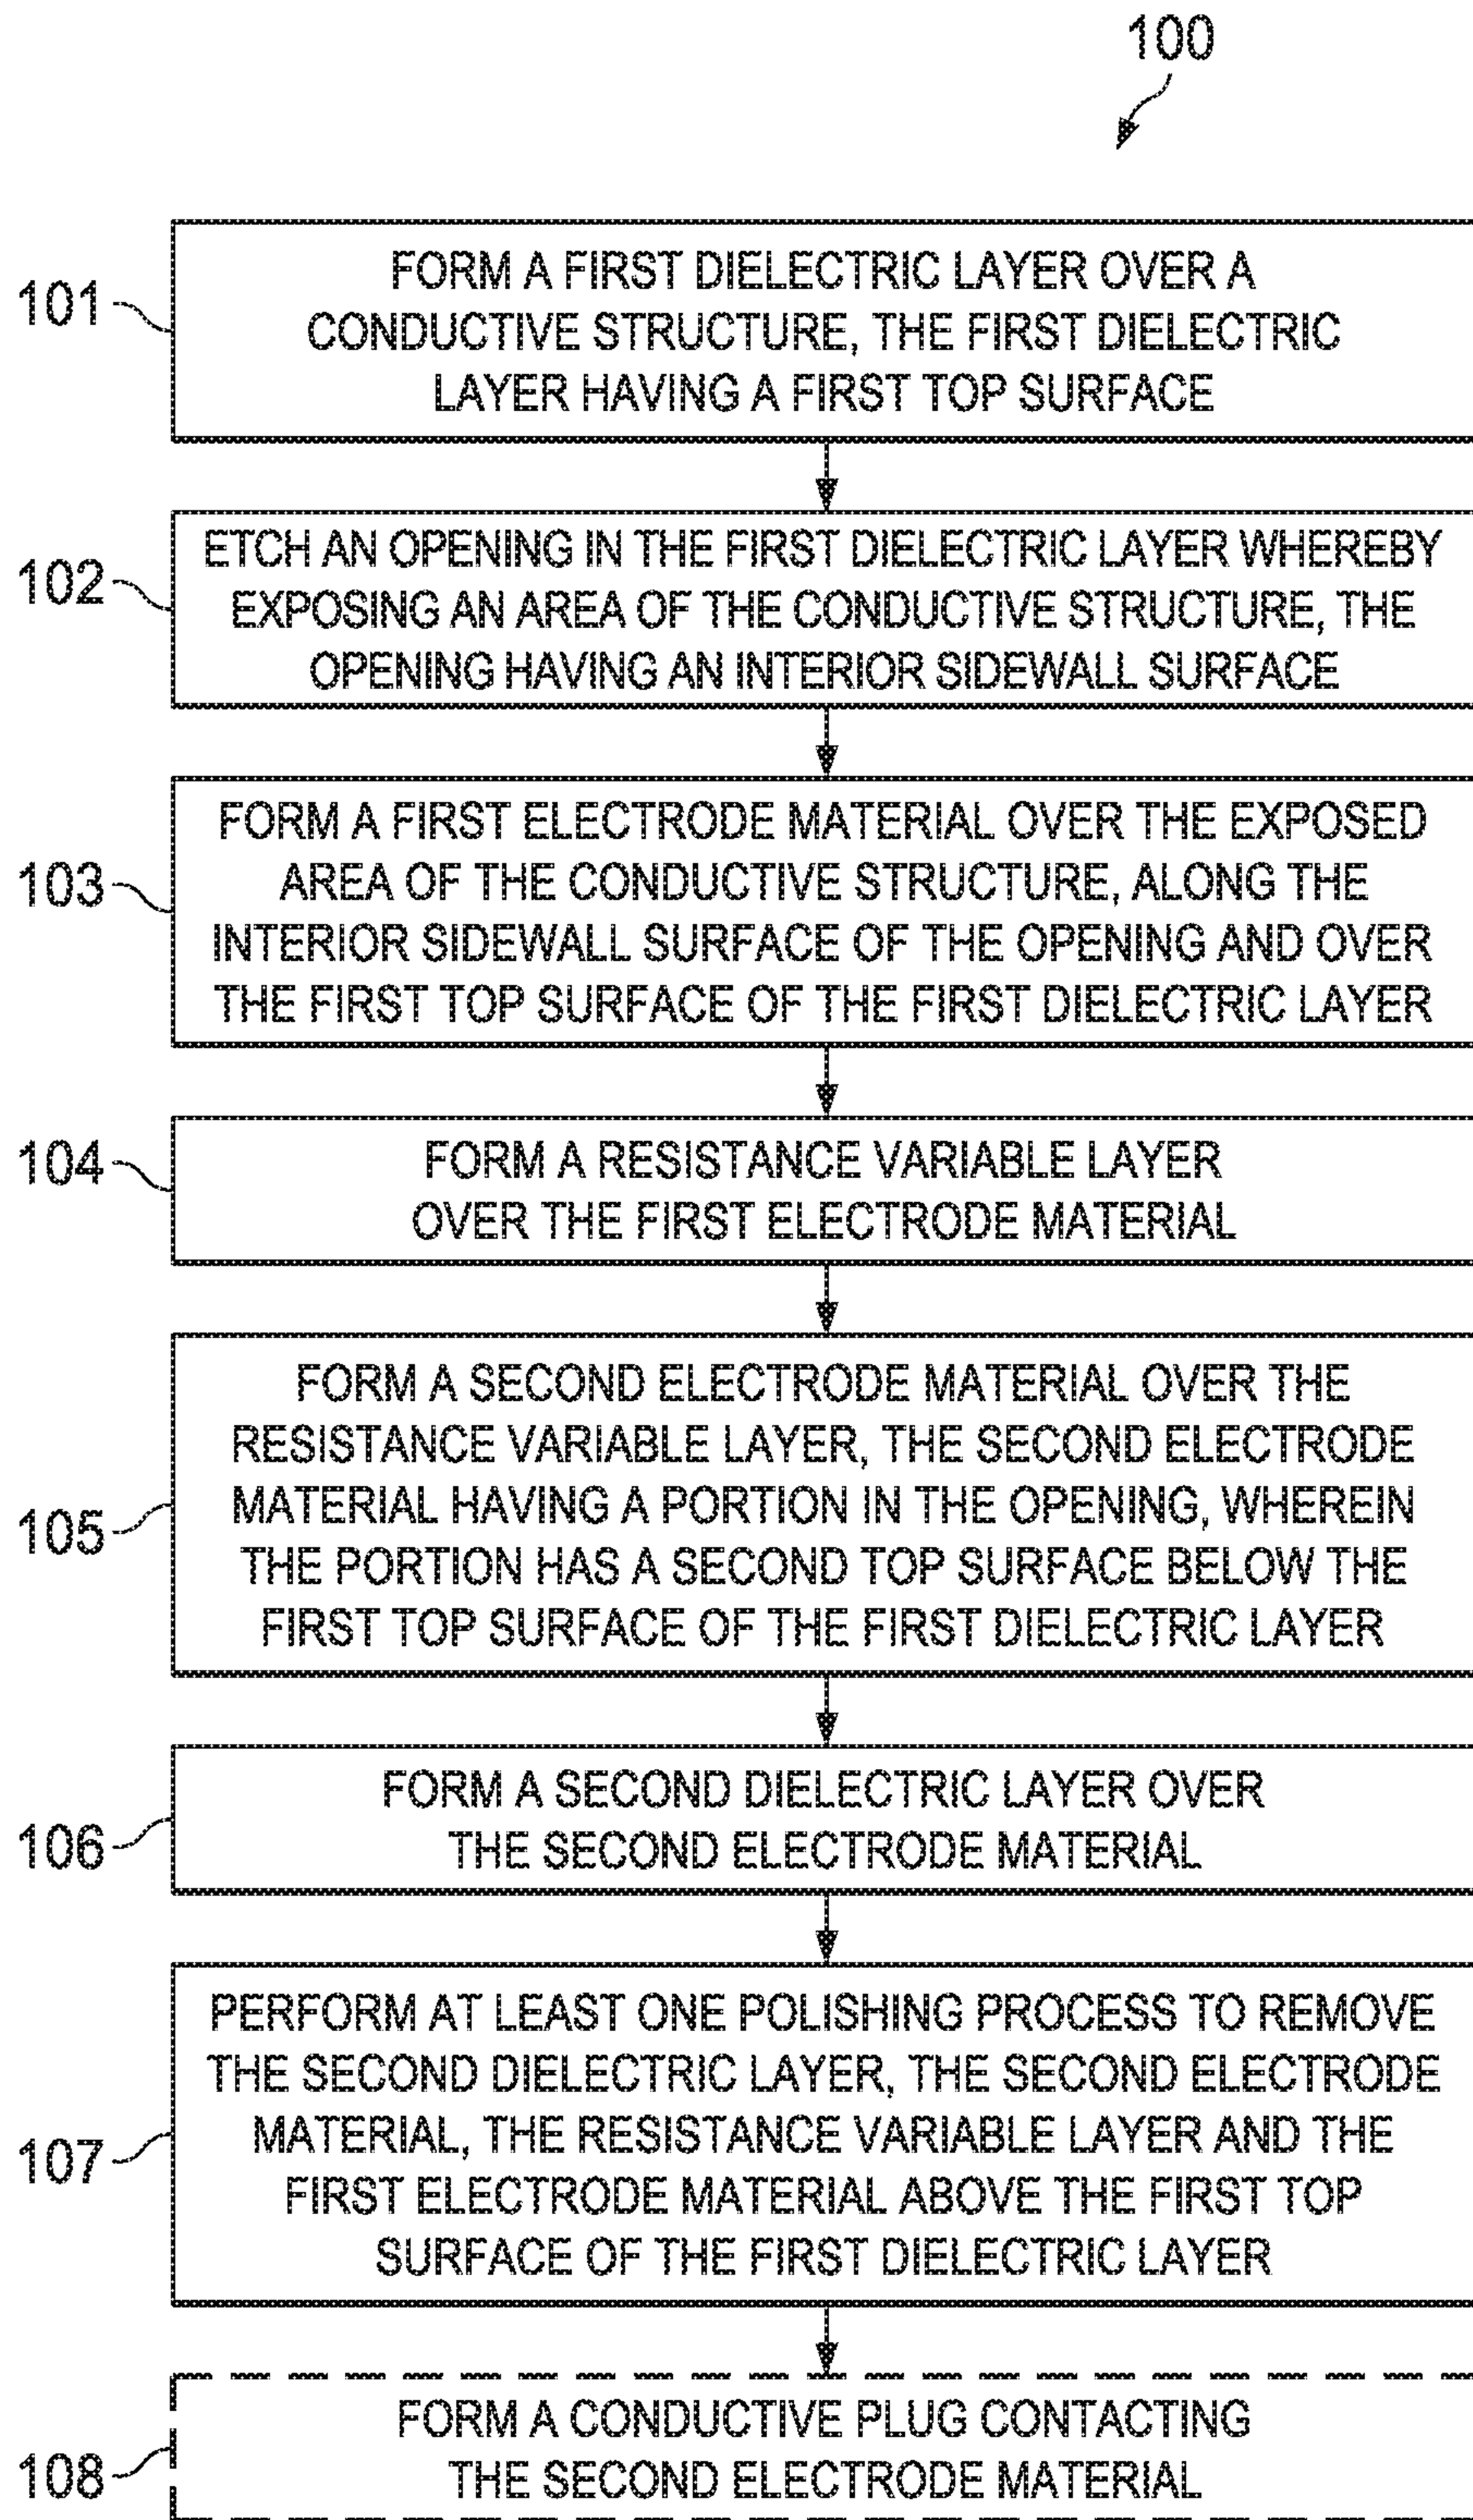 100
101
FORM A FIRST DIELECTRIC LAYER OVER A
CONDUCTIVE STRUCTURE, THE FIRST DIELECTRIC
LAYER HAVING A FIRST TOP SURFACE
102
ETCH AN OPENING IN THE FIRST DIELECTRIC LAYER WHEREBY
EXPOSING AN AREA OF THE CONDUCTIVE STRUCTURE, THE
OPENING HAVING AN INTERIOR SIDEWALL SURFACE
103
FORM A FIRST ELECTRODE MATERIAL OVER THE EXPOSED
AREA OF THE CONDUCTIVE STRUCTURE, ALONG THE
INTERIOR SIDEWALL SURFACE OF THE OPENING AND OVER
THE FIRST TOP SURFACE OF THE FIRST DIELECTRIC LAYER
104
FORM A RESISTANCE VARIABLE LAYER
OVER THE FIRST ELECTRODE MATERIAL
105
FORM A SECOND ELECTRODE MATERIAL OVER THE
RESISTANCE VARIABLE LAYER, THE SECOND ELECTRODE
MATERIAL HAVING A PORTION IN THE OPENING, WHEREIN
THE PORTION HAS A SECOND TOP SURFACE BELOW THE
FIRST TOP SURFACE OF THE FIRST DIELECTRIC LAYER
106
FORM A SECOND DIELECTRIC LAYER OVER
THE SECOND ELECTRODE MATERIAL
107
PERFORM AT LEAST ONE POLISHING PROCESS TO REMOVE
THE SECOND DIELECTRIC LAYER, THE SECOND ELECTRODE
MATERIAL, THE RESISTANCE VARIABLE LAYER AND THE
FIRST ELECTRODE MATERIAL ABOVE THE FIRST TOP
SURFACE OF THE FIRST DIELECTRIC LAYER
108
FORM A CONDUCTIVE PLUG CONTACTING
THE SECOND ELECTRODE MATERIAL